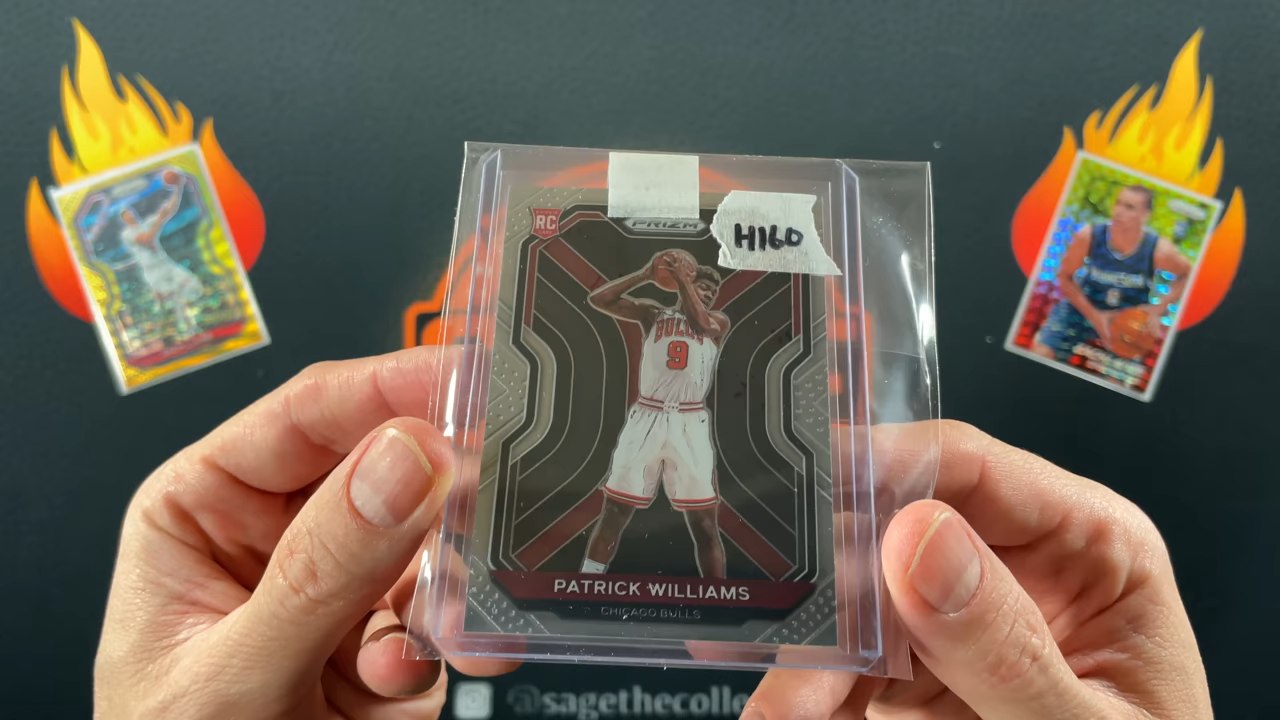 RC
PRIZM
H160
BULLS
9
PATRICK WILLIAMS
CHICAGO BULLS
@sagethecolle